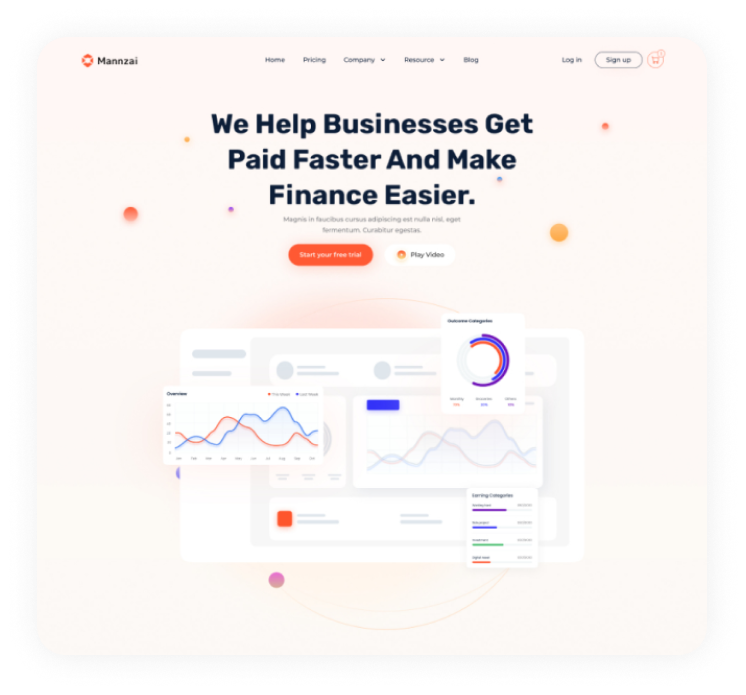 Mannzai
Home Pricing Company Resource Blog
Log in Sign up
We Help Businesses Get
Paid Faster And Make
Finance Easier.
Magnis in faucibus cursus adipiscing est nulla nisl, eget
fermentum. Curabitur egestas.
Start your free trial Play Video
Outcome Categories
Overview
Earning Categories